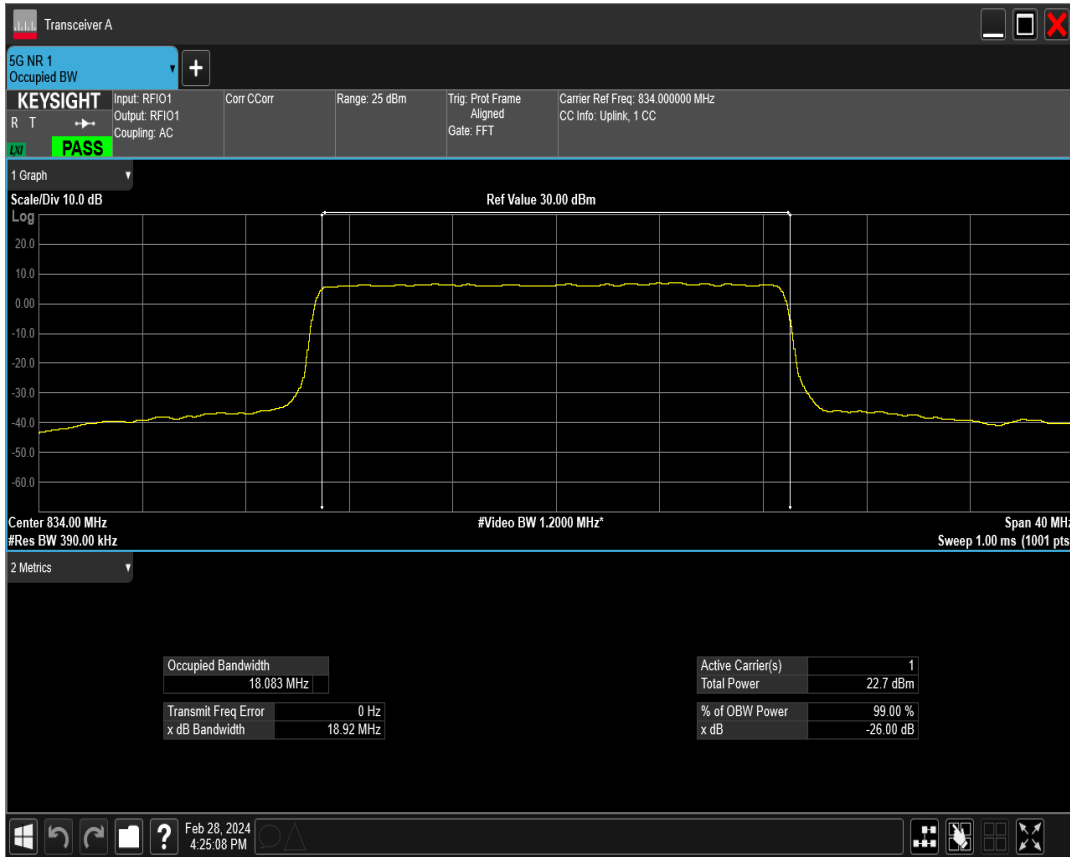 Transceiver A
5G NR 1
Occupied BW
+
KEYSIGHT
R T
LXI
PASS
Input: RFIO1
Output: RFIO1
Coupling: AC
Corr CCorr
Range: 25 dBm
Trig: Prot Frame
Aligned
Gate: FFT
Carrier Ref Freq: 834.000000 MHz
CC Info: Uplink, 1 CC
1 Graph
Scale/Div 10.0 dB
Ref Value 30.00 dBm
Log
20.0
10.0
0.00
-10.0
-20.0
-30.0
-40.0
-50.0
-60.0
Center 834.00 MHz
#Video BW 1.2000 MHz*
Span 40 MHz
#Res BW 390.00 kHz
Sweep 1.00 ms (1001 pts
2 Metrics
Occupied Bandwidth
18.083 MHz
Transmit Freq Error 0 Hz
x dB Bandwidth 18.92 MHz
Active Carrier(s) 1
Total Power 22.7 dBm
% of OBW Power 99.00 %
x dB -26.00 dB
?
Feb 28, 2024
4:25:08 PM